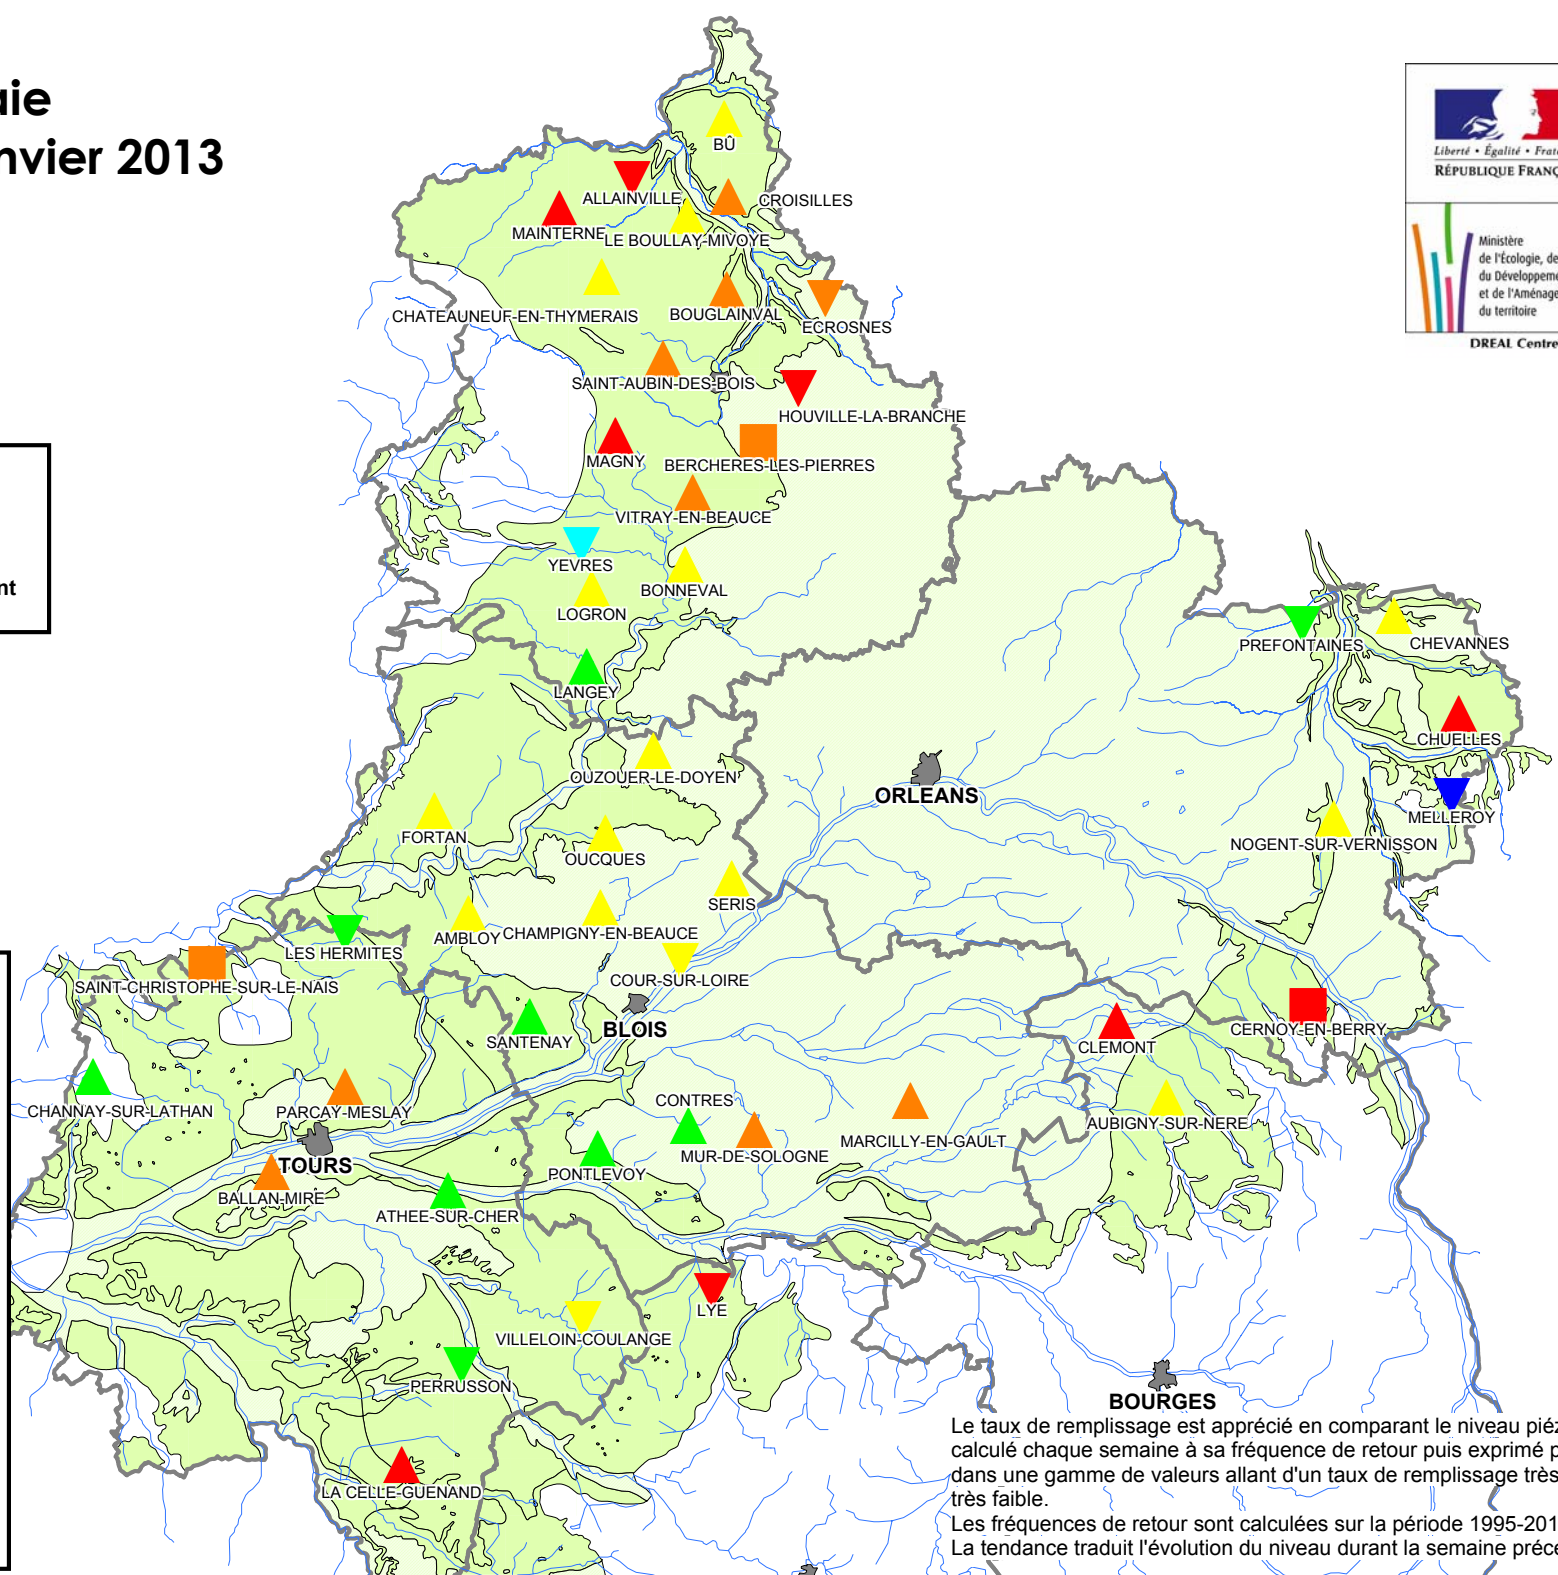 aie
nvier 2013
Liberté • Égalité • Frat
RÉPUBLIQUE FRANÇ
Ministère
de l'Écologie, de
du Développeme
et de l'Aménage
du territoire
DREAL Centre
nt
BÛ
ALLAINVILLE
CROISILLES
MAINTERNE
LE BOULLAY-MIVOYE
CHATEAUNEUF-EN-THYMERAIS
BOUGLAINVAL
ECROSNES
SAINT-AUBIN-DES-BOIS
HOUVILLE-LA-BRANCHE
MAGNY
BERCHERES-LES-PIERRES
VITRAY-EN-BEAUCE
YEVRES
BONNEVAL
LOGRON
PREFONTAINES
CHEVANNES
LANGEY
CHUELLES
OUZOUER-LE-DOYEN
ORLEANS
MELLEROY
FORTAN
NOGENT-SUR-VERNISSON
OUCQUES
SERIS
AMBLOY
CHAMPIGNY-EN-BEAUCE
LES HERMITES
COUR-SUR-LOIRE
SAINT-CHRISTOPHE-SUR-LE-NAIS
BLOIS
CERNOY-EN-BERRY
SANTENAY
CLEMONT
CONTRES
CHANNAY-SUR-LATHAN
PARCAY-MESLAY
AUBIGNY-SUR-NERE
MARCILLY-EN-GAULT
MUR-DE-SOLOGNE
TOURS
PONTLEVOY
BALLAN-MIRE
ATHEE-SUR-CHER
LYE
VILLELOIN-COULANGE
PERRUSSON
BOURGES
LA CELLE-GUENAND
Le taux de remplissage est apprécié en comparant le niveau piéz
calculé chaque semaine à sa fréquence de retour puis exprimé p
dans une gamme de valeurs allant d'un taux de remplissage très
très faible.
Les fréquences de retour sont calculées sur la période 1995-201
La tendance traduit l'évolution du niveau durant la semaine préce